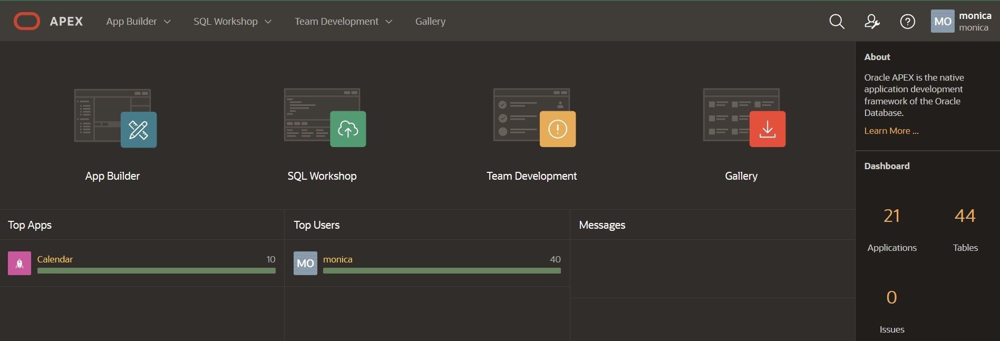 APEX App Builder SQL Workshop Team Development Gallery ? MO monica
monica
App Builder SQL Workshop Team Development Gallery
Top Apps Top Users Messages
Calendar 10 MO monica 40
About
Oracle APEX is the native
application development
framework of the Oracle
Database.
Learn More ...
Dashboard
21 44
Applications Tables
0
Issues